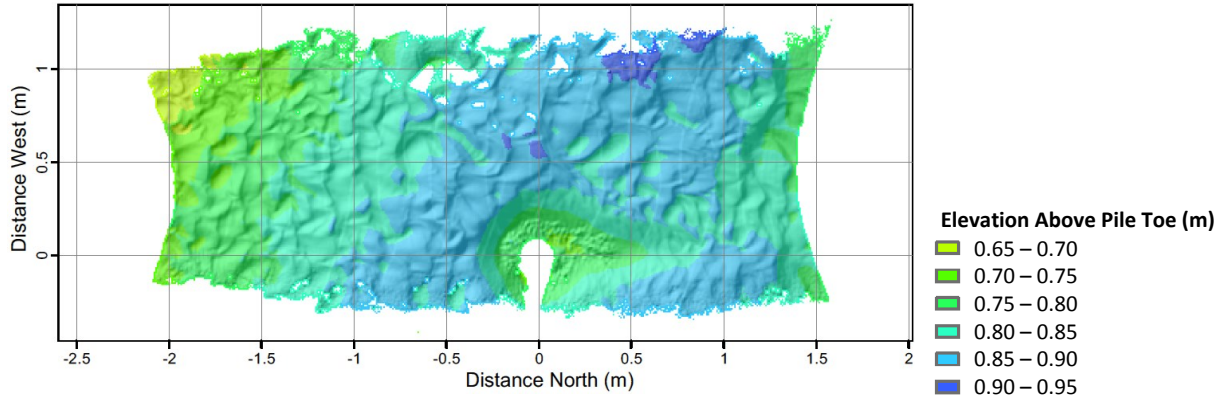 1
0.5
0
Distance West (m)
-2.5
-2
-1.5
-1
-0.5
0
0.5
1
1.5
2
Distance North (m)
Elevation Above Pile Toe (m)
0.65 – 0.70
0.70 – 0.75
0.75 – 0.80
0.80 – 0.85
0.85 – 0.90
0.90 – 0.95